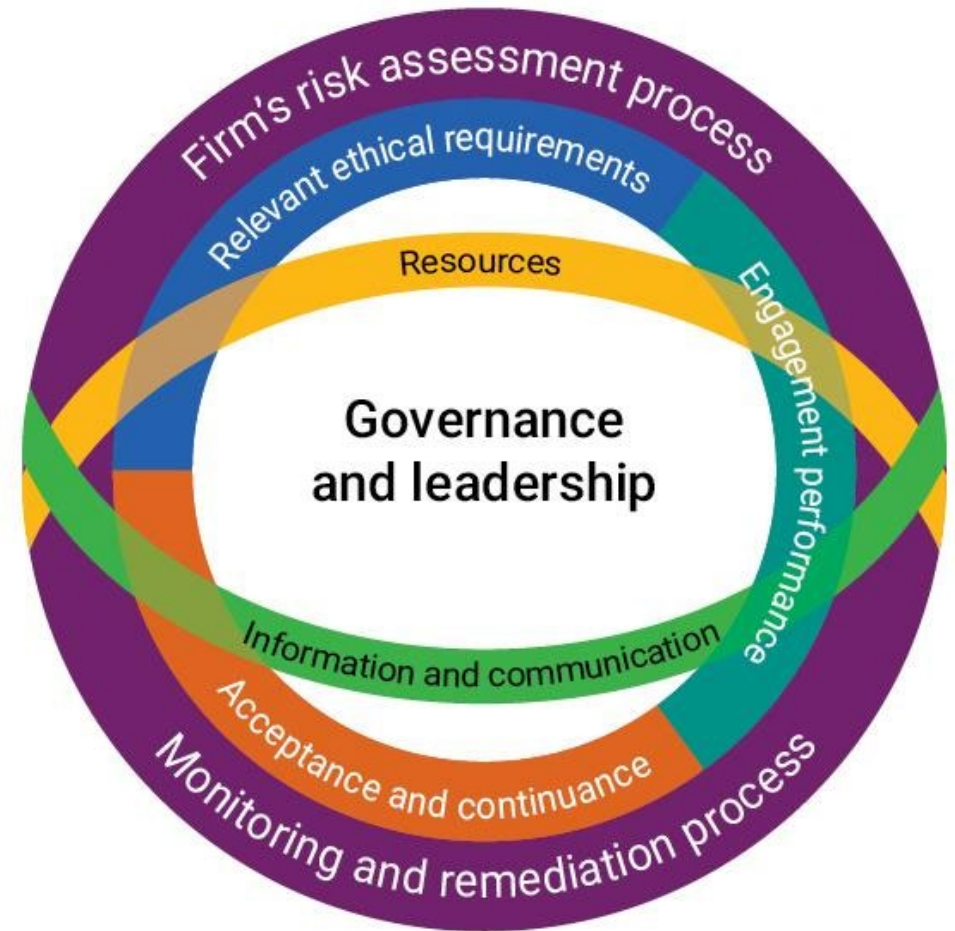 Firm's risk assessment process
Relevant ethical requirements
Resources
Engagement performance
Governance
and leadership
Information and communication
Acceptance and continuance
Monitoring and remediation process